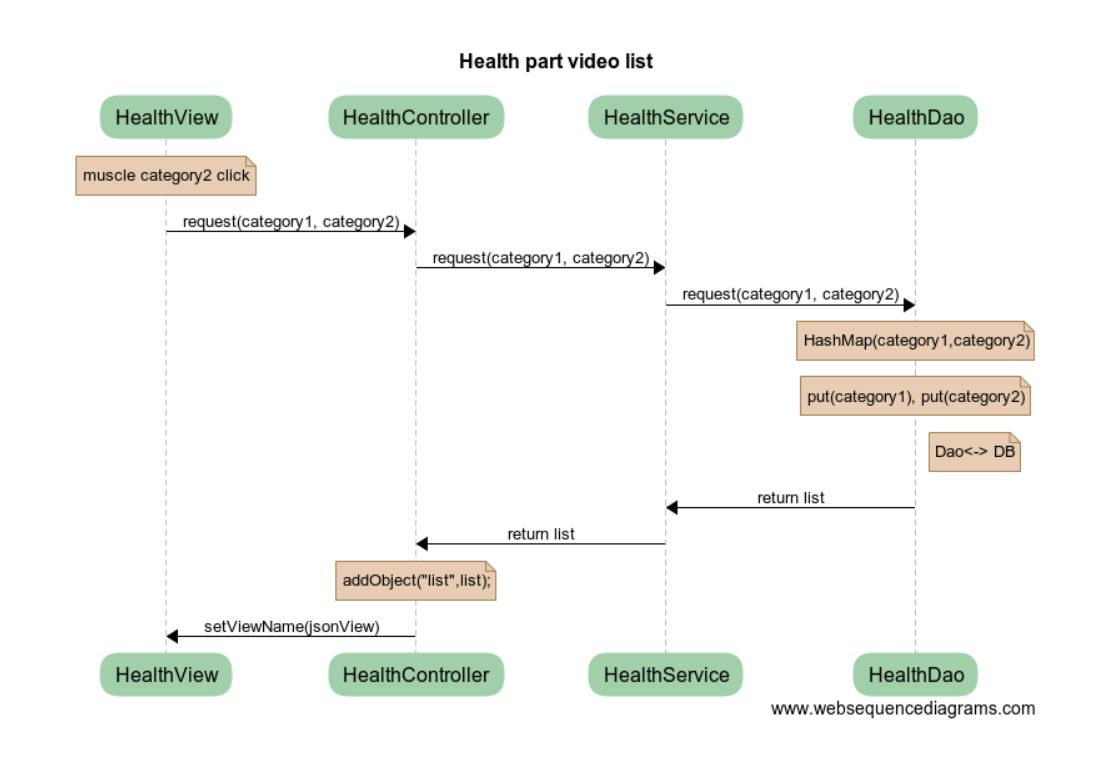 Health part video list
HealthView
HealthController
HealthService
HealthDao
muscle category2 click
request(category1, category2)
request(category1, category2)
request(category1, category2)
HashMap(category1,category2)
put(category1), put(category2)
Dao<-> DB
return list
return list
addObject("list",list);
setViewName(jsonView)
HealthView
HealthController
HealthService
HealthDao
www.websequencediagrams.com